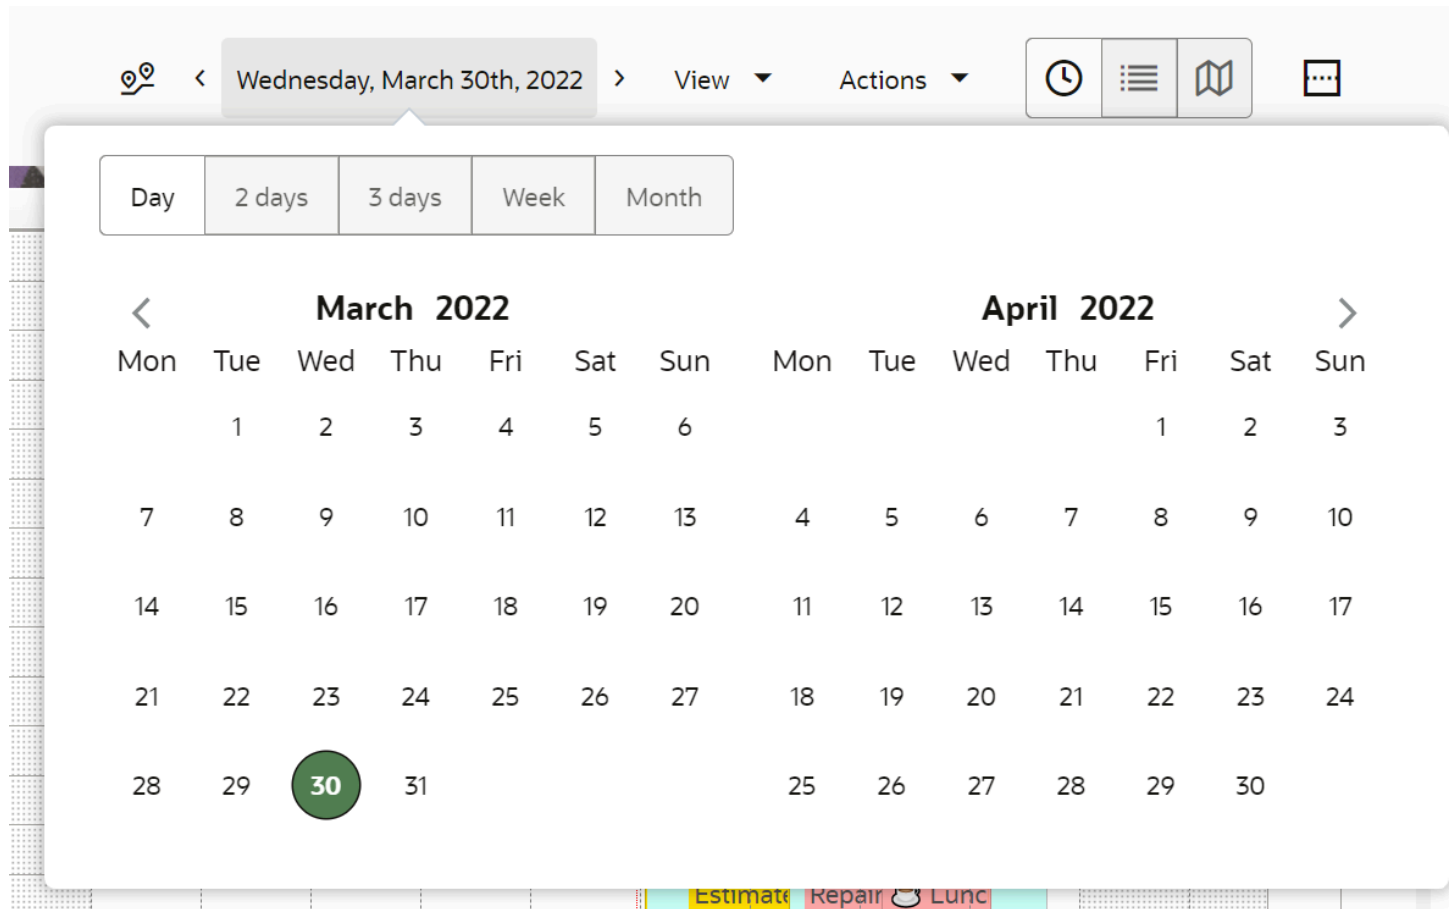 Wednesday, March 30th, 2022 View Actions
Day 2 days 3 days Week Month
March 2022 April 2022
Mon Tue Wed Thu Fri Sat Sun Mon Tue Wed Thu Fri Sat Sun
1 2 3 4 5 6 1 2 3
7 8 9 10 11 12 13 4 5 6 7 8 9 10
14 15 16 17 18 19 20 11 12 13 14 15 16 17
21 22 23 24 25 26 27 18 19 20 21 22 23 24
28 29 30 31 25 26 27 28 29 30
Estimate Repair Lunc